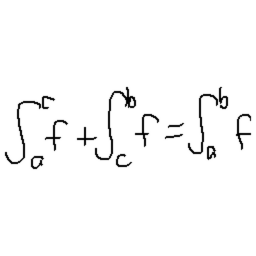 ∫_a^c f + ∫_c^b f = ∫_a^b f